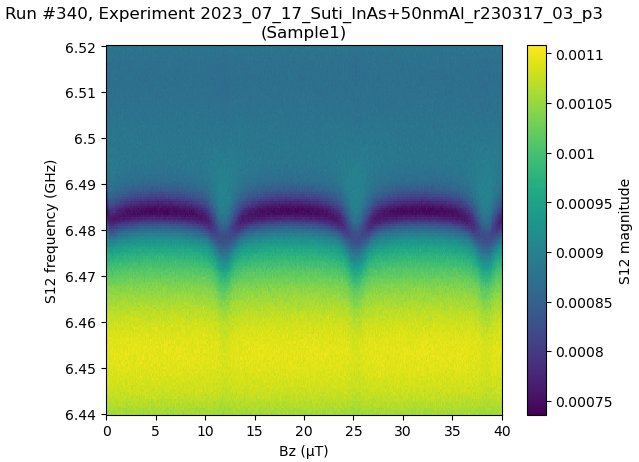 Run #340, Experiment 2023_07_17_Suti_InAs+50nmAl_r230317_03_p3
(Sample1)
6.52
6.51
6.5
6.49
6.48
6.47
6.46
6.45
6.44
S12 frequency (GHz)
0 5 10 15 20 25 30 35 40
Bz (μT)
0.0011
0.00105
0.001
0.00095
0.0009
0.00085
0.0008
0.00075
S12 magnitude